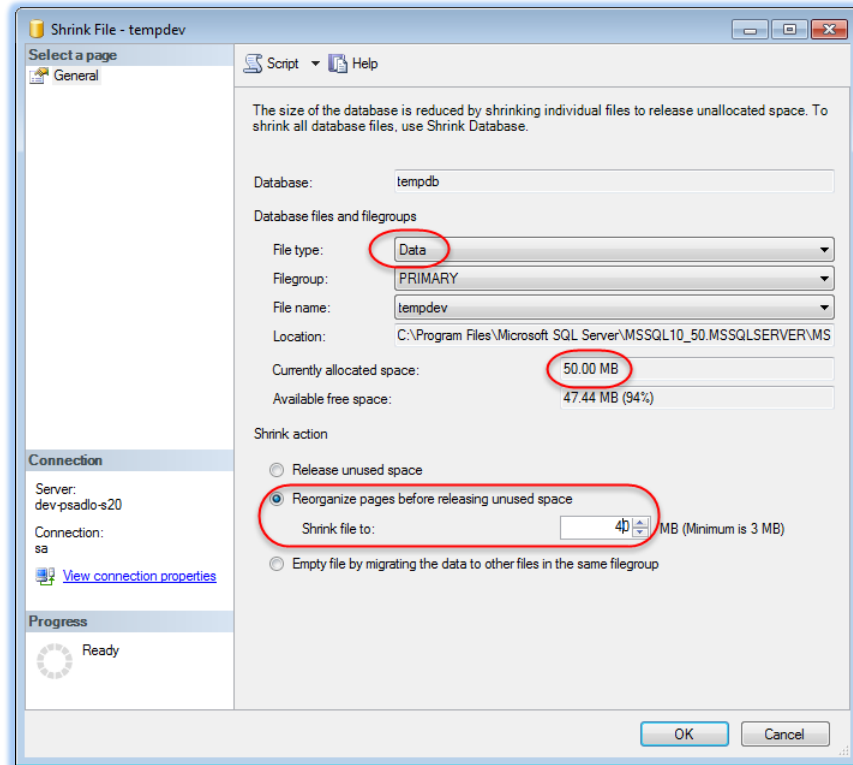 Shrink File - tempdev
Select a page
General
Script Help
The size of the database is reduced by shrinking individual files to release unallocated space. To
shrink all database files, use Shrink Database.
Database: tempdb
Database files and filegroups
File type: Data
Filegroup: PRIMARY
File name: tempdev
Location: C:\Program Files\Microsoft SQL Server\MSSQL10_50.MSSQLSERVER\MS
Currently allocated space: 50.00 MB
Available free space: 47.44 MB (94%)
Shrink action
Release unused space
Reorganize pages before releasing unused space
Shrink file to: 40 MB (Minimum is 3 MB)
Empty file by migrating the data to other files in the same filegroup
Connection
Server:
dev-psadlo-s20
Connection:
sa
View connection properties
Progress
Ready
OK Cancel